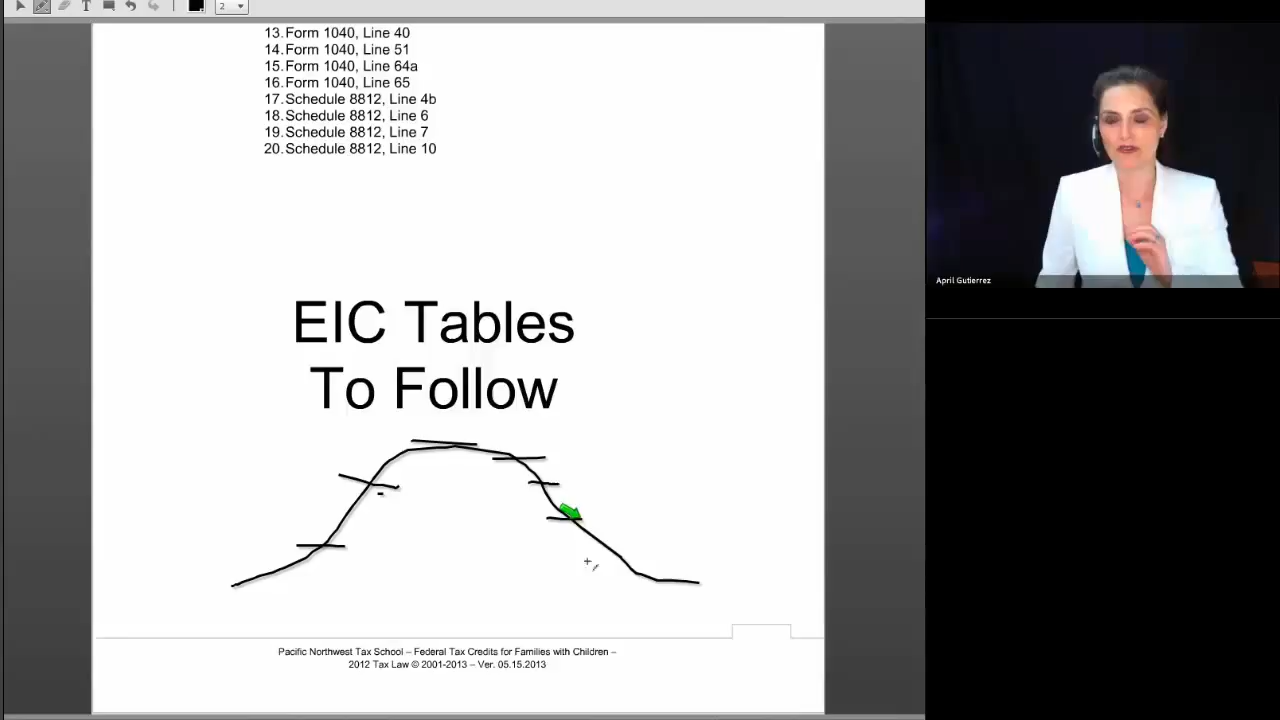 T
2
13. Form 1040, Line 40
14. Form 1040, Line 51
15. Form 1040, Line 64a
16. Form 1040, Line 65
17. Schedule 8812, Line 4b
18. Schedule 8812, Line 6
19. Schedule 8812, Line 7
20. Schedule 8812, Line 10
EIC Tables
To Follow
Pacific Northwest Tax School – Federal Tax Credits for Families with Children –
2012 Tax Law © 2001-2013 – Ver. 05.15.2013
April Gutierrez